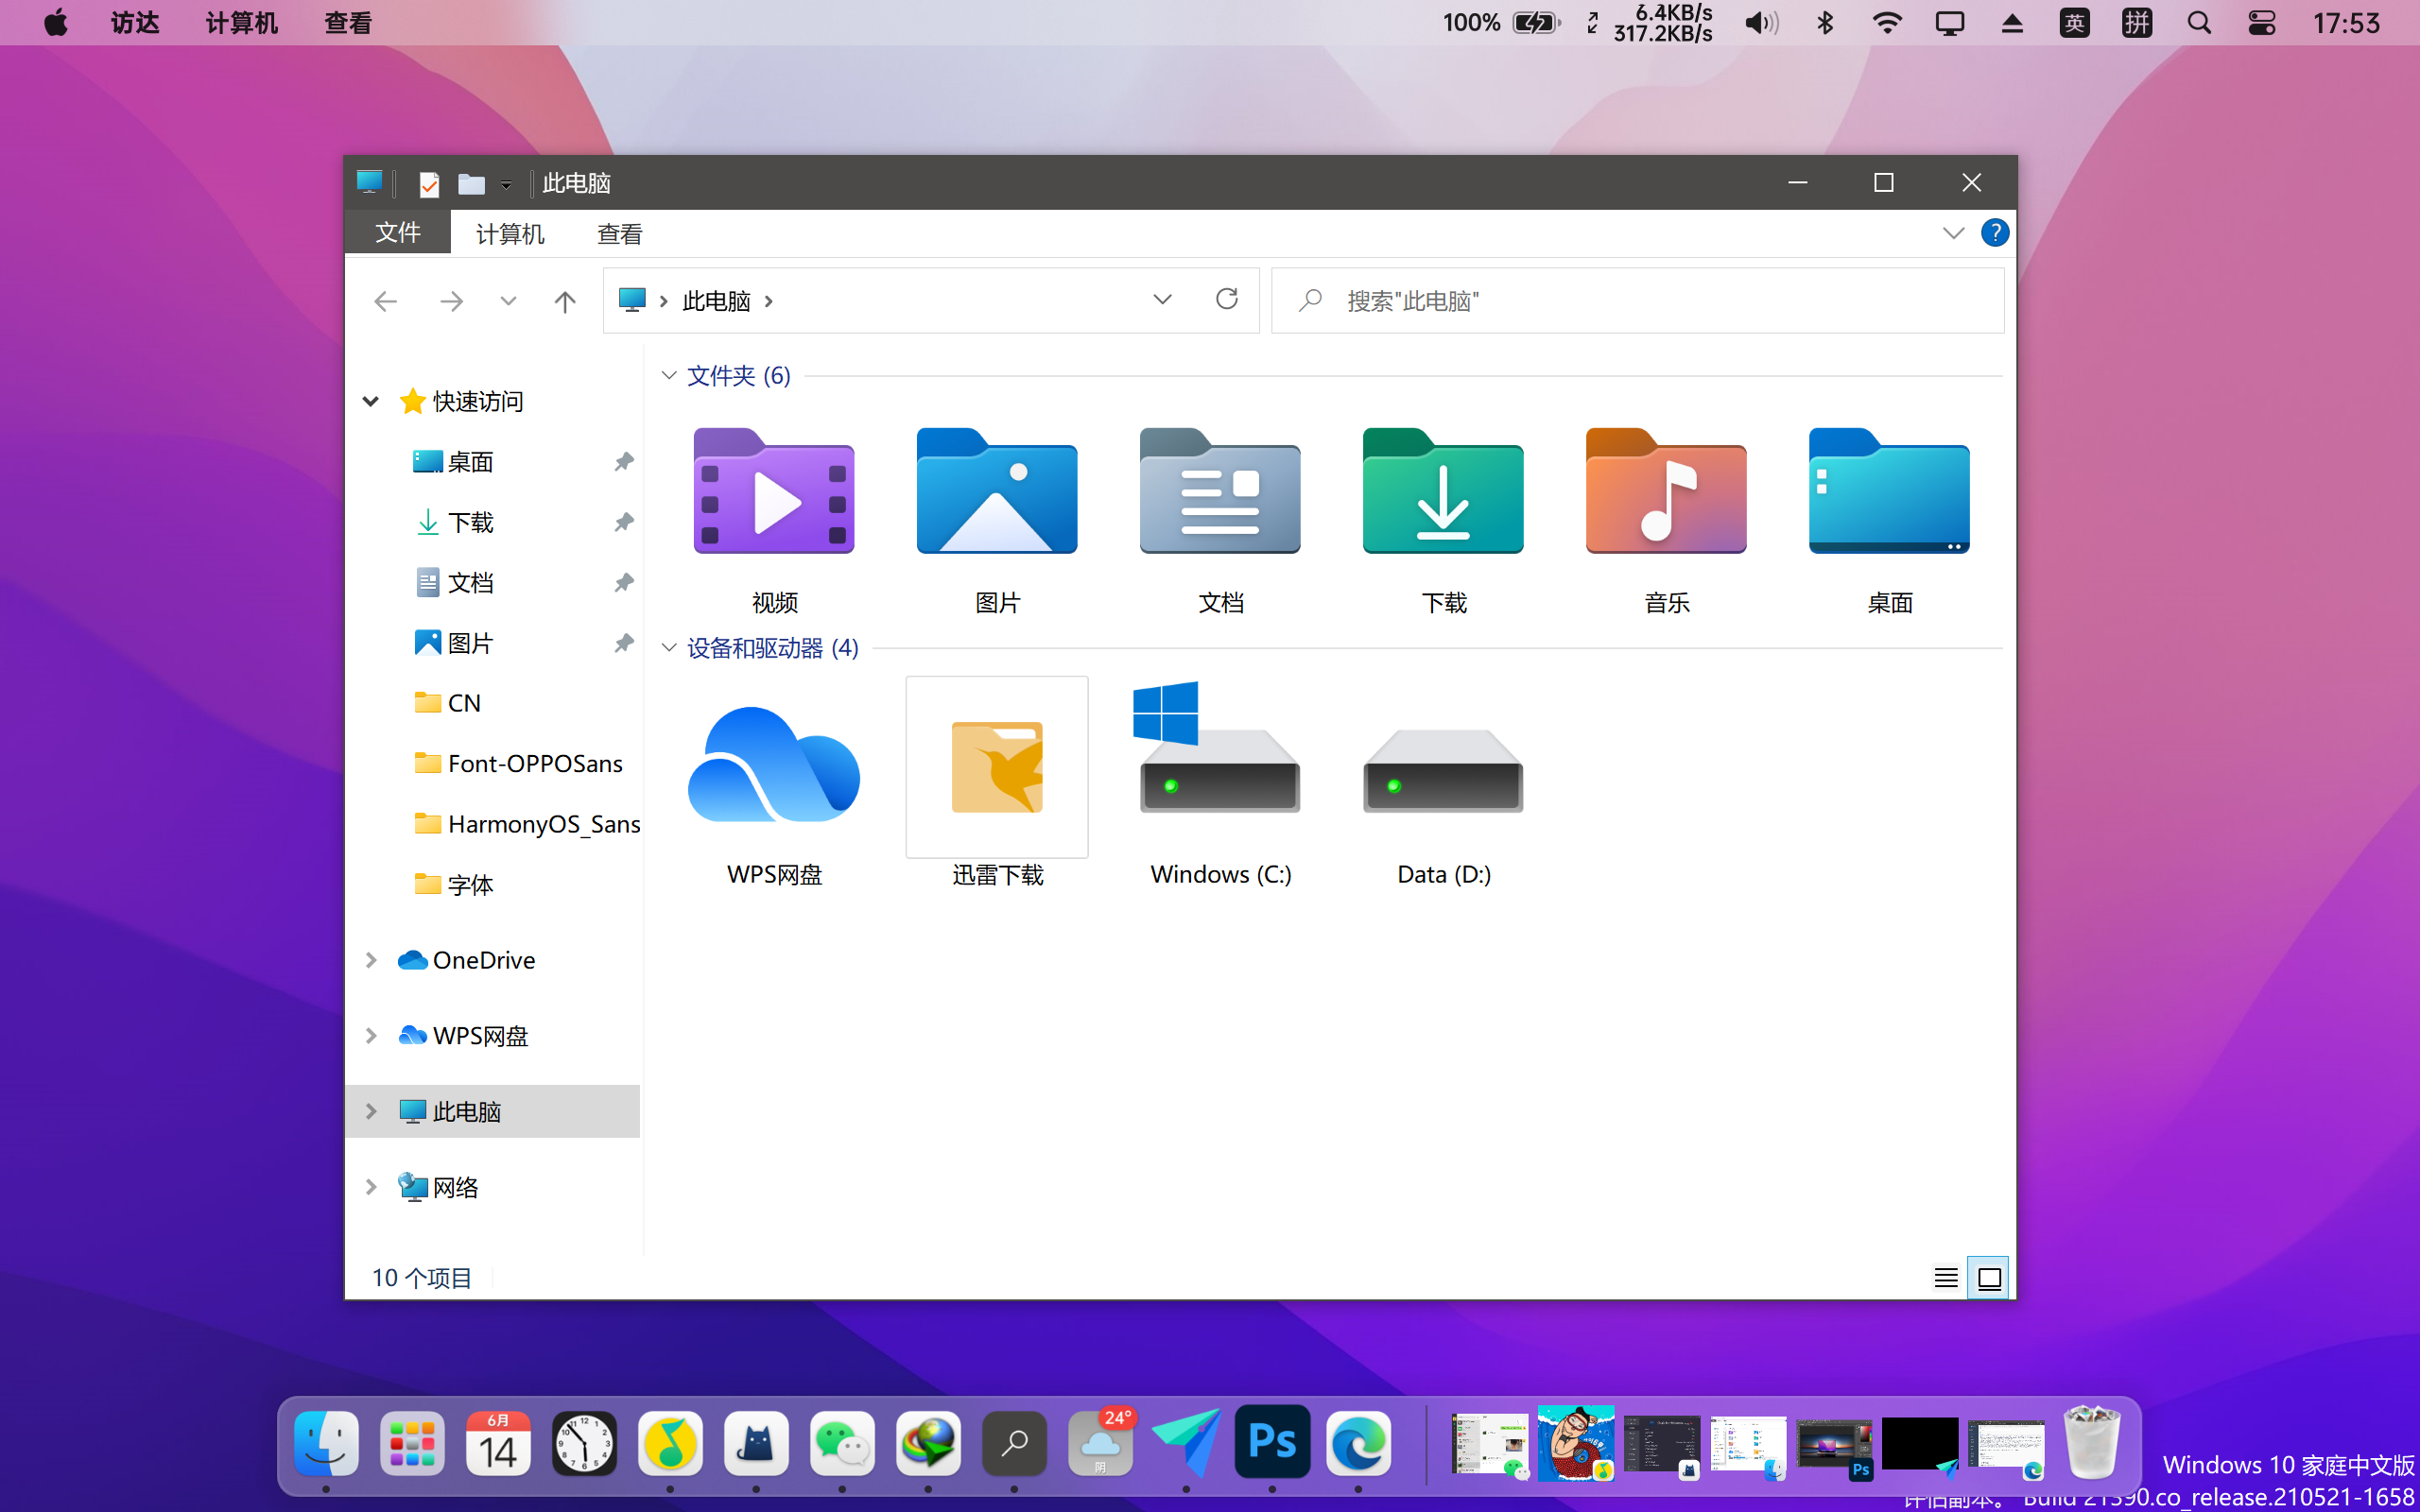 访达 计算机 查看 100% 6.4KB/s 317.2KB/s 英 拼 17:53
此电脑
文件 计算机 查看
此电脑 搜索"此电脑"
快速访问
桌面
下载
文档
图片
CN
Font-OPPOSans
HarmonyOS_Sans
字体
OneDrive
WPS网盘
此电脑
网络
文件夹 (6)
视频 图片 文档 下载 音乐 桌面
设备和驱动器 (4)
WPS网盘 迅雷下载 Windows (C:) Data (D:)
10 个项目
6月
14
24°
阴
Ps
Ps
Windows 10 家庭中文版
评估副本。 Build 21390.co_release.210521-1658